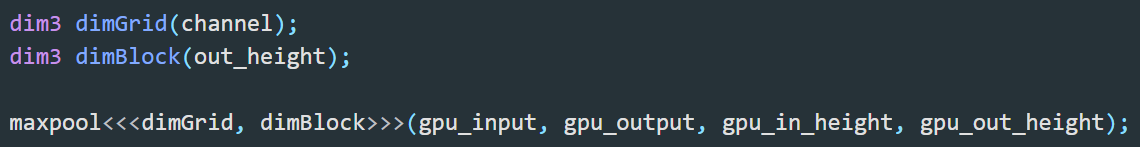 dim3 dimGrid(channel);
dim3 dimBlock(out_height);
maxpool<<<dimGrid, dimBlock>>>(gpu_input, gpu_output, gpu_in_height, gpu_out_height);